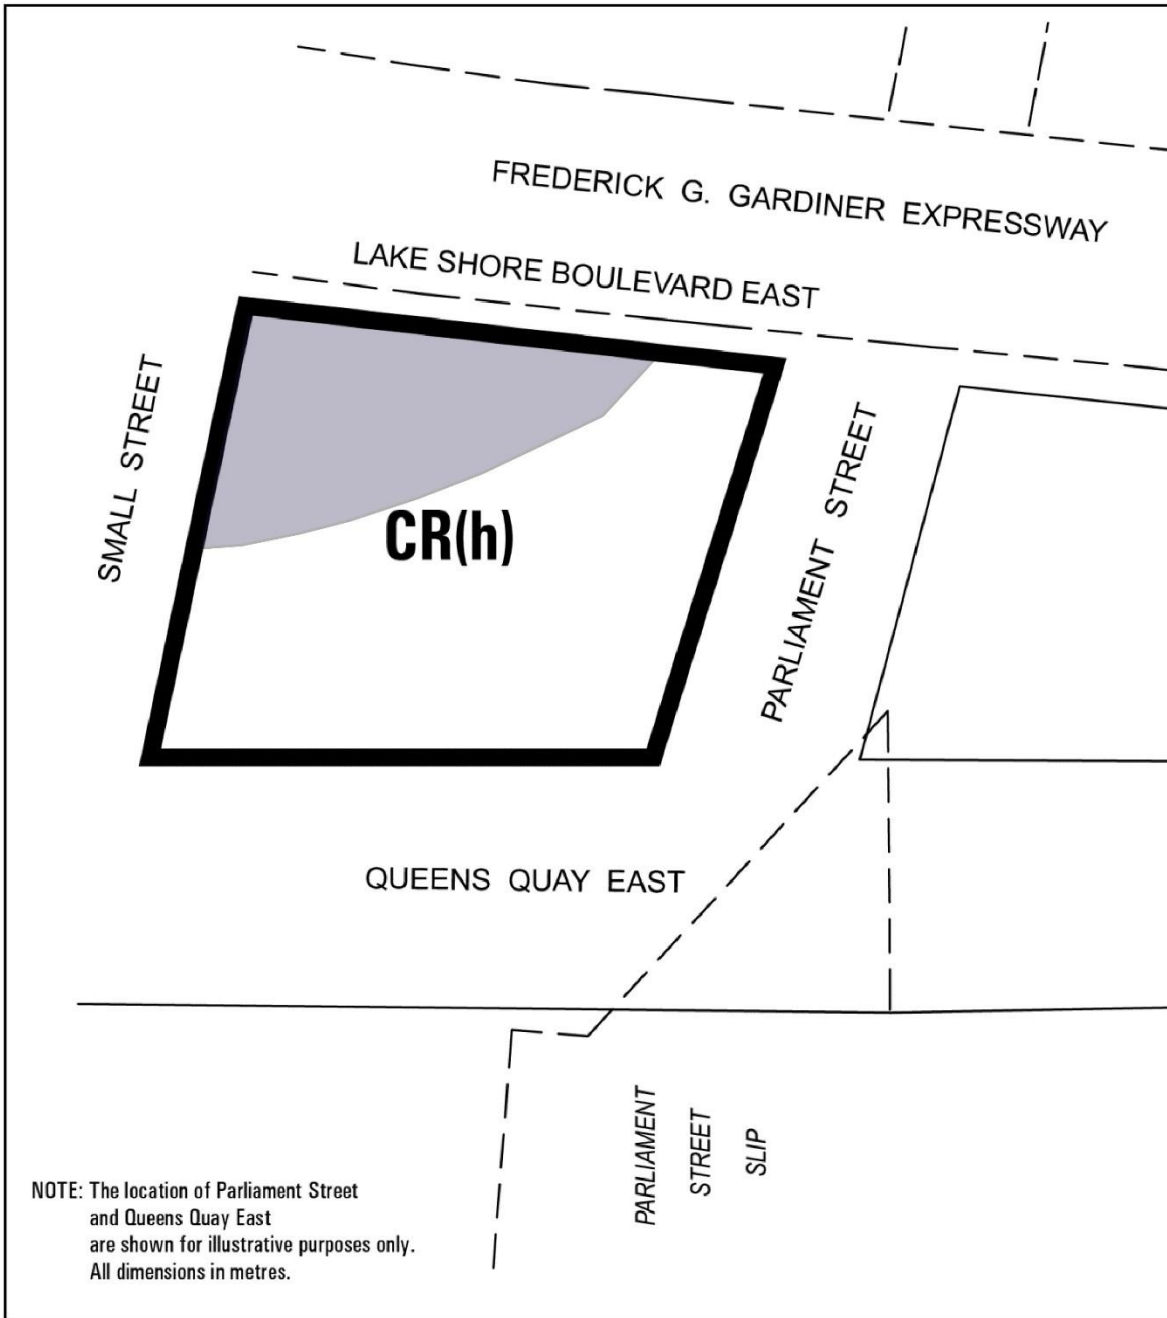 FREDERICK G. GARDINER EXPRESSWAY
LAKE SHORE BOULEVARD EAST
SMALL STREET
PARLIAMENT STREET
CR(h)
QUEENS QUAY EAST
PARLIAMENT
STREET
SLIP
NOTE: The location of Parliament Street
and Queens Quay East
are shown for illustrative purposes only.
All dimensions in metres.